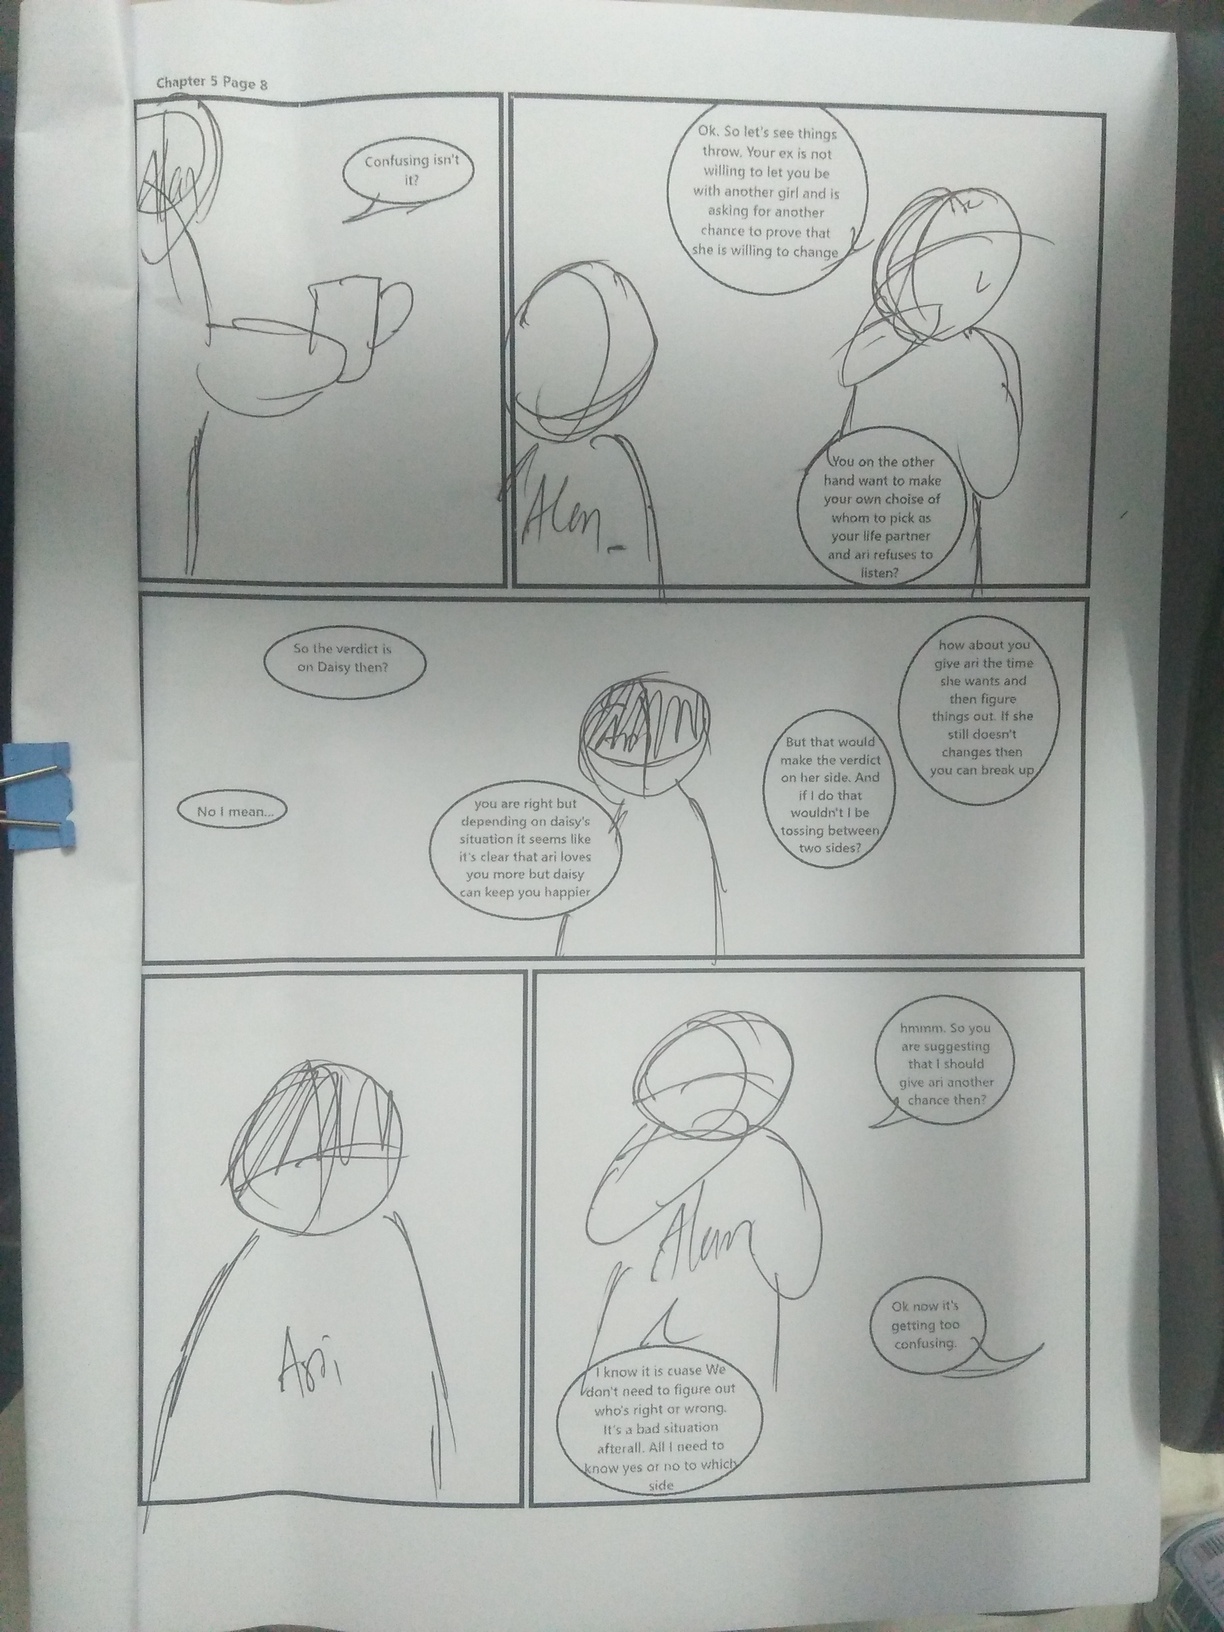 Chapter 5 Page 8
Alan
Confusing isn't
it?
Ok. So let's see things
throw. Your ex is not
willing to let you be
with another girl and is
asking for another
chance to prove that
she is willing to change
Alan
You on the other
hand want to make
your own choise of
whom to pick as
your life partner
and ari refuses to
listen?
So the verdict is
on Daisy then?
No I mean...
you are right but
depending on daisy's
situation it seems like
it's clear that ari loves
you more but daisy
can keep you happier
Ari
But that would
make the verdict
on her side. And
if I do that
wouldn't I be
tossing between
two sides?
how about you
give ari the time
she wants and
then figure
things out. If she
still doesn't
changes then
you can break up
Ari
Alan
hmmm. So you
are suggesting
that I should
give ari another
chance then?
Ok now it's
getting too
confusing.
I know it is cuase We
don't need to figure out
who's right or wrong.
It's a bad situation
afterall. All I need to
know yes or no to which
side